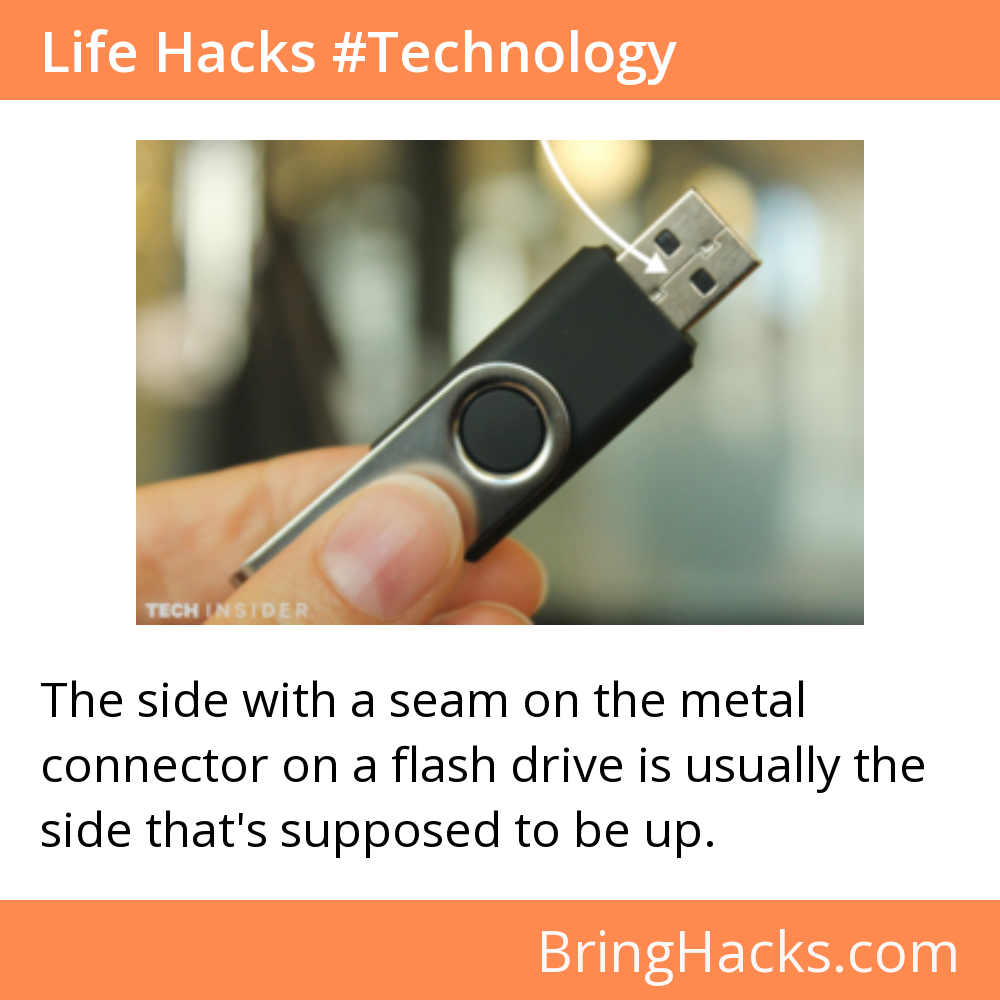 Life Hacks #Technology
TECH INSIDER
The side with a seam on the metal
connector on a flash drive is usually the
side that's supposed to be up.
BringHacks.com